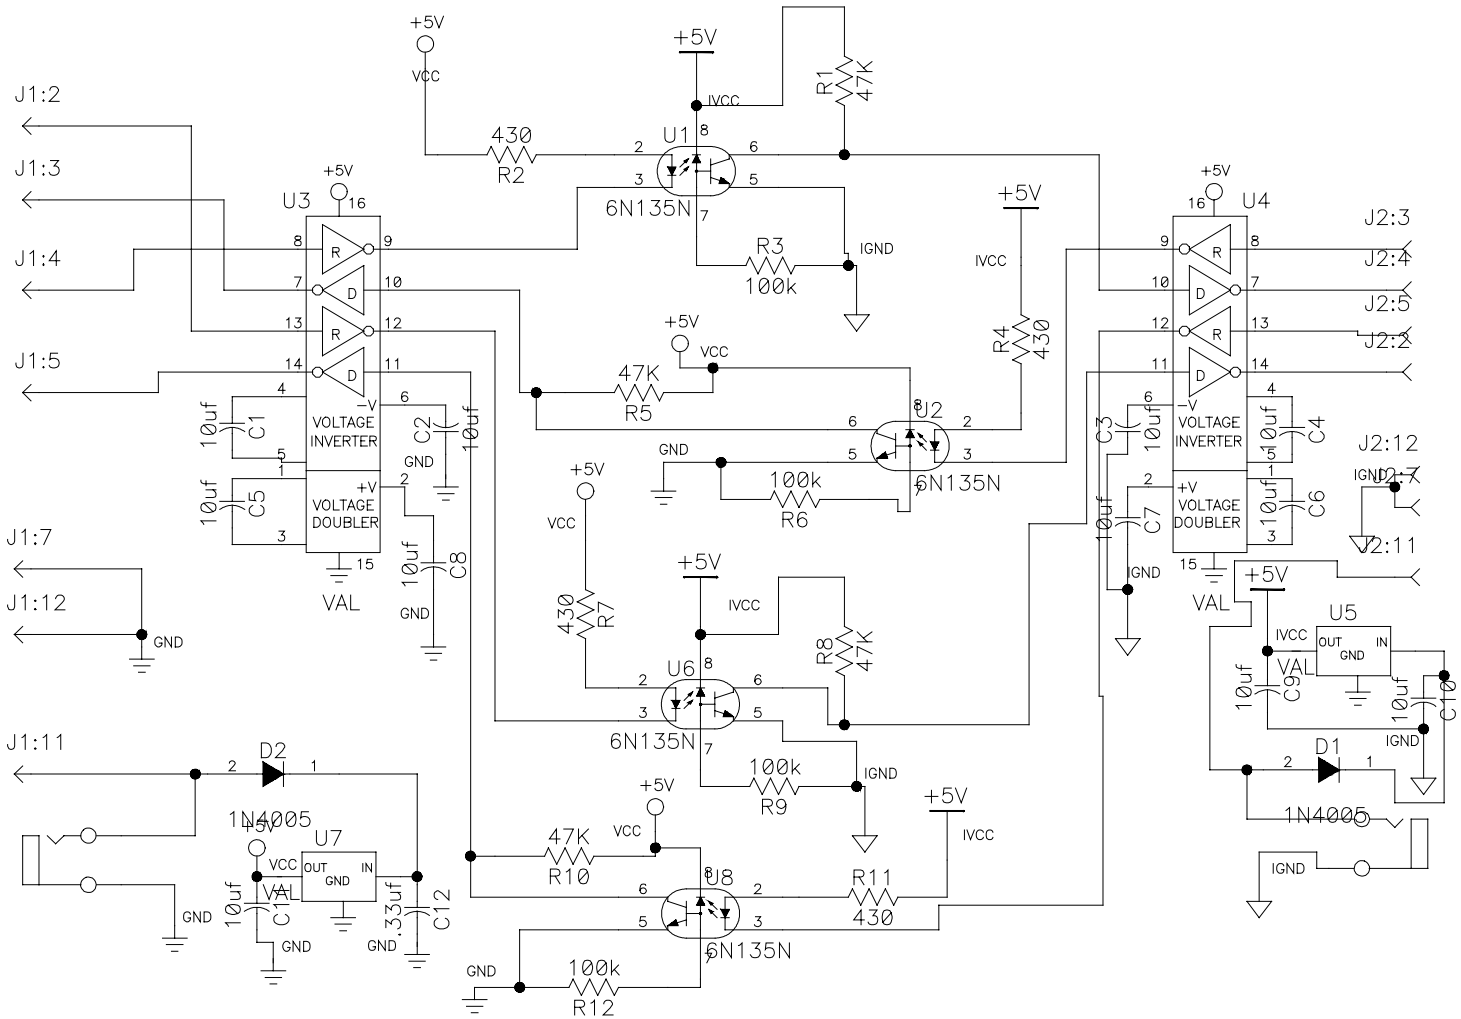 +5V
VCC
J1:2
J1:3
J1:4
J1:5
J1:7
J1:12
GND
J1:11
+5V
16
U3
8
9
7
10
13
12
14
11
R
D
R
D
4
6
-V
VOLTAGE
INVERTER
5
1
2
+V
VOLTAGE
DOUBLER
3
15
VAL
10uf
C1
10uf
C5
C2
10uf
GND
10uf
C8
GND
430
R2
+5V
IVCC
R1
47K
U1
8
2
3
6
5
7
6N135N
R3
100k
IGND
+5V
IVCC
R4
430
+5V
VCC
47K
R5
8
U2
6
5
2
3
7
6N135N
GND
100k
R6
+5V
VCC
430
R7
+5V
IVCC
R8
47K
U6
8
2
3
6
5
7
6N135N
100k
R9
IGND
+5V
VCC
47K
R10
8
U8
6
5
2
3
7
6N135N
GND
100k
R12
R11
430
+5V
IVCC
+5V
16
U4
9
8
10
7
12
13
11
14
R
D
R
D
6
4
-V
VOLTAGE
INVERTER
5
1
2
+V
VOLTAGE
DOUBLER
3
15
VAL
C3
10uf
10uf
C4
10uf
C7
10uf
C6
IGND
J2:3
J2:4
J2:5
J2:2
J2:12
IGND
J2:7
J2:11
+5V
U5
IVCC
OUT
IN
GND
VAL
10uf
C9
10uf
C10
IGND
D1
2
1
1N4005
IGND
D2
2
1
1N4005
+5V
U7
VCC
OUT
IN
GND
VAL
10uf
C11
.33uf
C12
GND
GND
GND